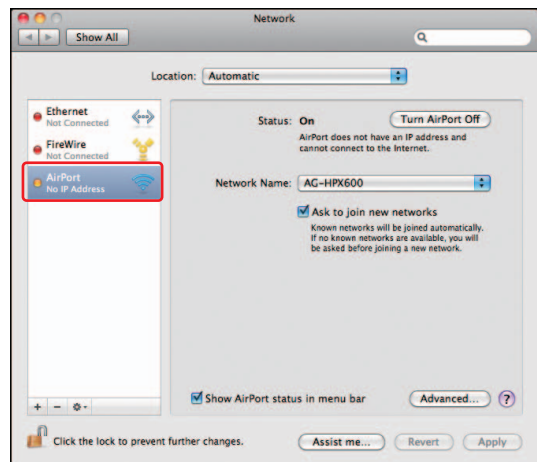 Network
Show All
Location: Automatic
Ethernet
Not Connected
FireWire
Not Connected
AirPort
No IP Address
Status: On
Turn AirPort Off
AirPort does not have an IP address and
cannot connect to the Internet.
Network Name: AG-HPX600
Ask to join new networks
Known networks will be joined automatically.
If no known networks are available, you will
be asked before joining a new network.
Show AirPort status in menu bar
Advanced...
?
+ −
Click the lock to prevent further changes.
Assist me...
Revert
Apply